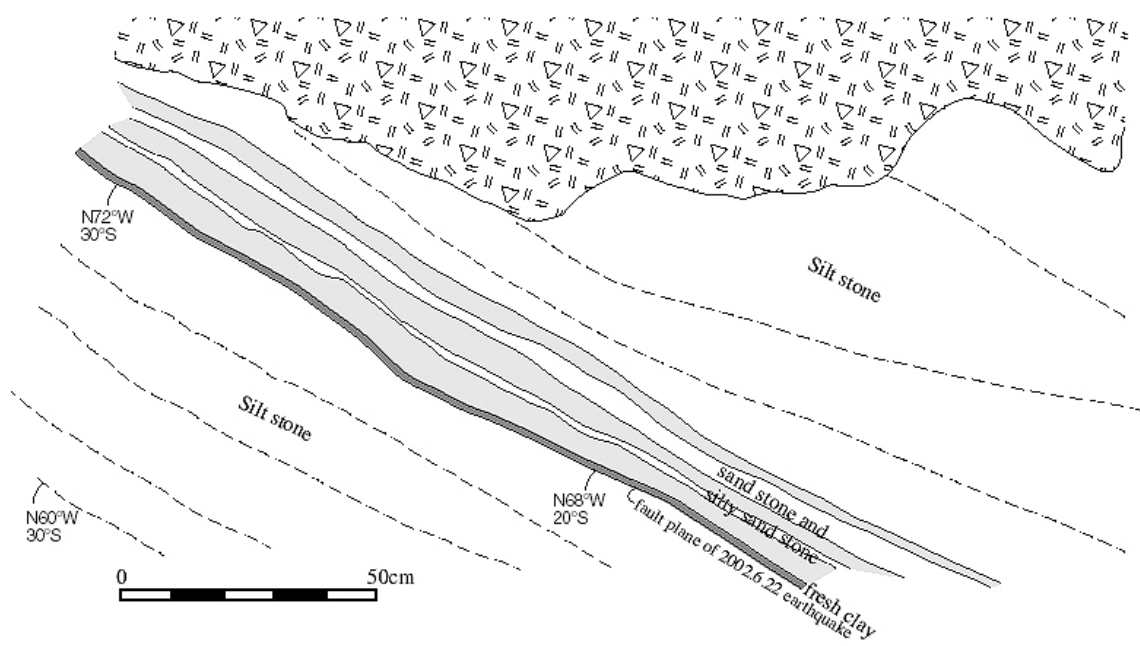 N72°W
30°S
Silt stone
Silt stone
N60°W
30°S
N68°W
20°S
sand stone and
silty sand stone
fault plane of 2002.6.22 earthquake
fresh clay
0 50cm